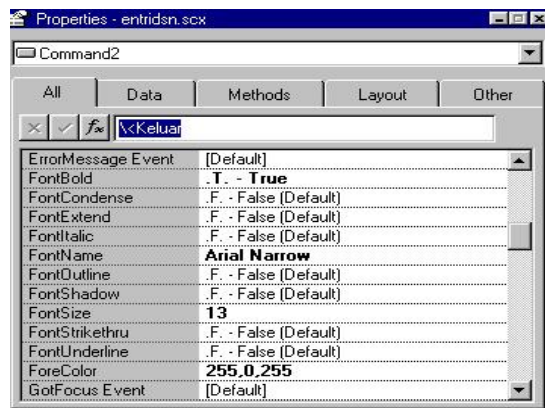 Properties - entridsn.scx
Command2
All Data Methods Layout Other
fx \<Keluar
ErrorMessage Event [Default]
FontBold .T. - True
FontCondense .F. - False (Default)
FontExtend .F. - False (Default)
FontItalic .F. - False (Default)
FontName Arial Narrow
FontOutline .F. - False (Default)
FontShadow .F. - False (Default)
FontSize 13
FontStrikethru .F. - False (Default)
FontUnderline .F. - False (Default)
ForeColor 255,0,255
GotFocus Event [Default]